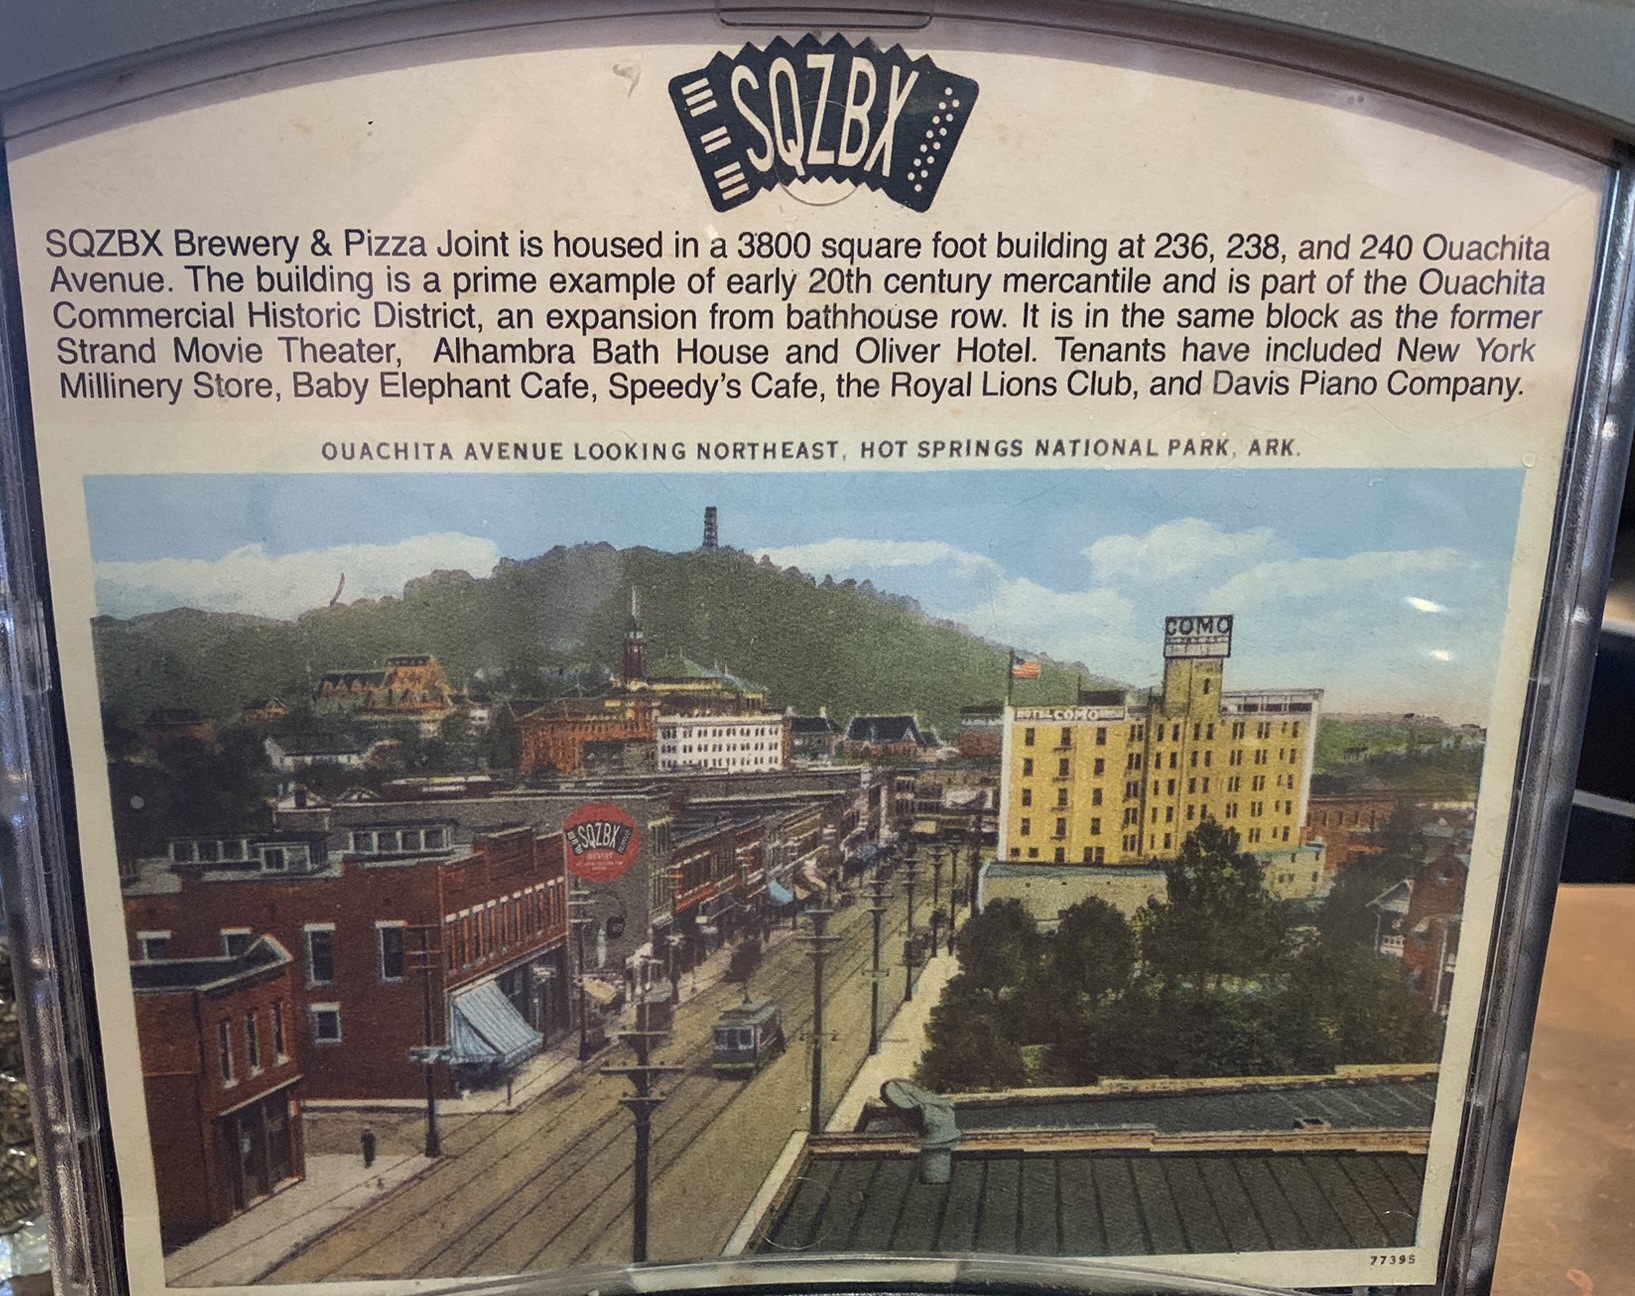 SQZBX
SQZBX Brewery & Pizza Joint is housed in a 3800 square foot building at 236, 238, and 240 Ouachita
Avenue. The building is a prime example of early 20th century mercantile and is part of the Ouachita
Commercial Historic District, an expansion from bathhouse row. It is in the same block as the former
Strand Movie Theater, Alhambra Bath House and Oliver Hotel. Tenants have included New York
Millinery Store, Baby Elephant Cafe, Speedy's Cafe, the Royal Lions Club, and Davis Piano Company.
OUACHITA AVENUE LOOKING NORTHEAST, HOT SPRINGS NATIONAL PARK, ARK.
COMO
HOTEL COMO
SQZBX
BREWERY
77395